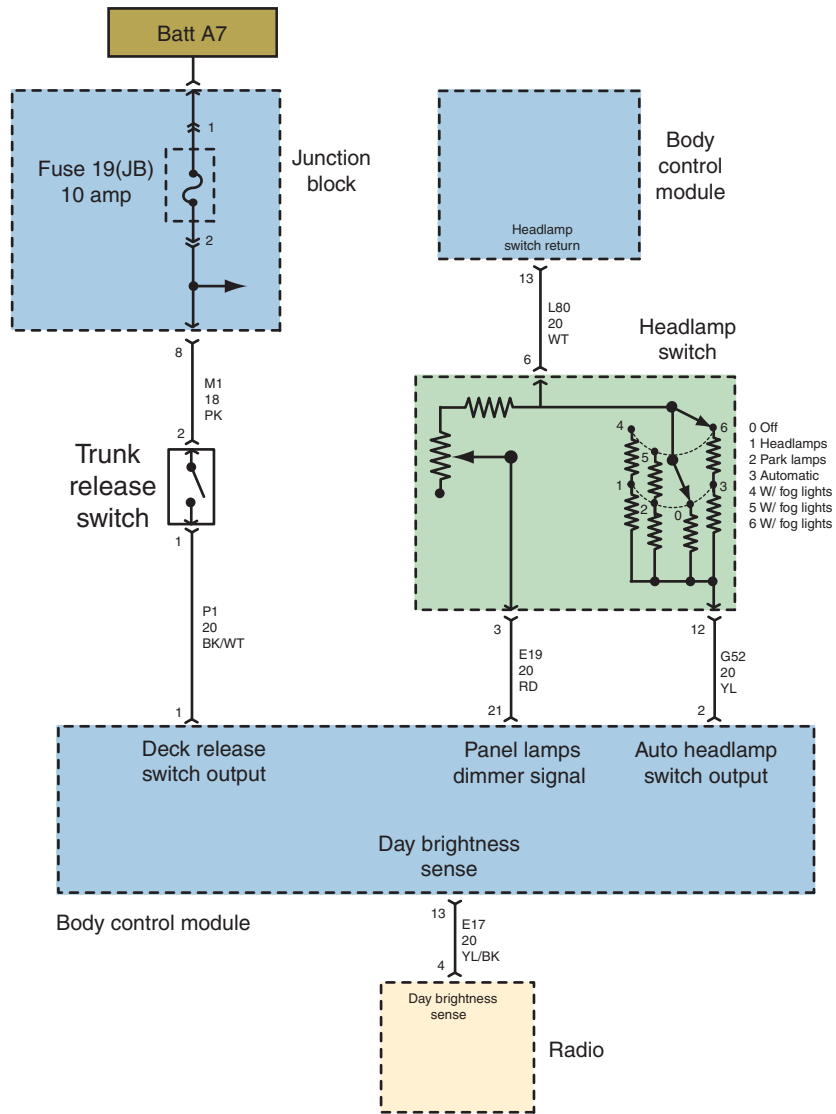 Batt A7
1
Fuse 19(JB)
10 amp
2
Junction
block
8
M1
18
PK
2
Trunk
release
switch
1
P1
20
BK/WT
1
Body
control
module
Headlamp
switch return
13
L80
20
WT
6
Headlamp
switch
4
5
6
1
2
0
3
0 Off
1 Headlamps
2 Park lamps
3 Automatic
4 W/ fog lights
5 W/ fog lights
6 W/ fog lights
3
E19
20
RD
21
12
G52
20
YL
2
Deck release
switch output
Panel lamps
dimmer signal
Auto headlamp
switch output
Day brightness
sense
Body control module
13
E17
20
YL/BK
4
Day brightness
sense
Radio